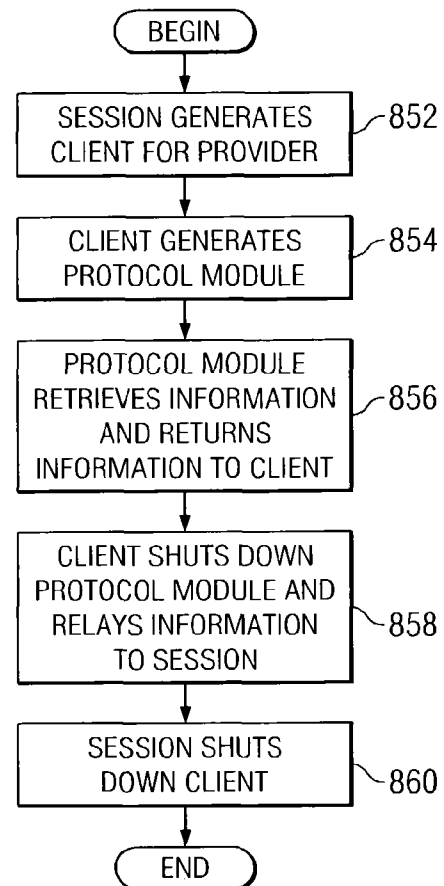 BEGIN
SESSION GENERATES
CLIENT FOR PROVIDER
852
CLIENT GENERATES
PROTOCOL MODULE
854
PROTOCOL MODULE
RETRIEVES INFORMATION
AND RETURNS
INFORMATION TO CLIENT
856
CLIENT SHUTS DOWN
PROTOCOL MODULE AND
RELAYS INFORMATION
TO SESSION
858
SESSION SHUTS
DOWN CLIENT
860
END